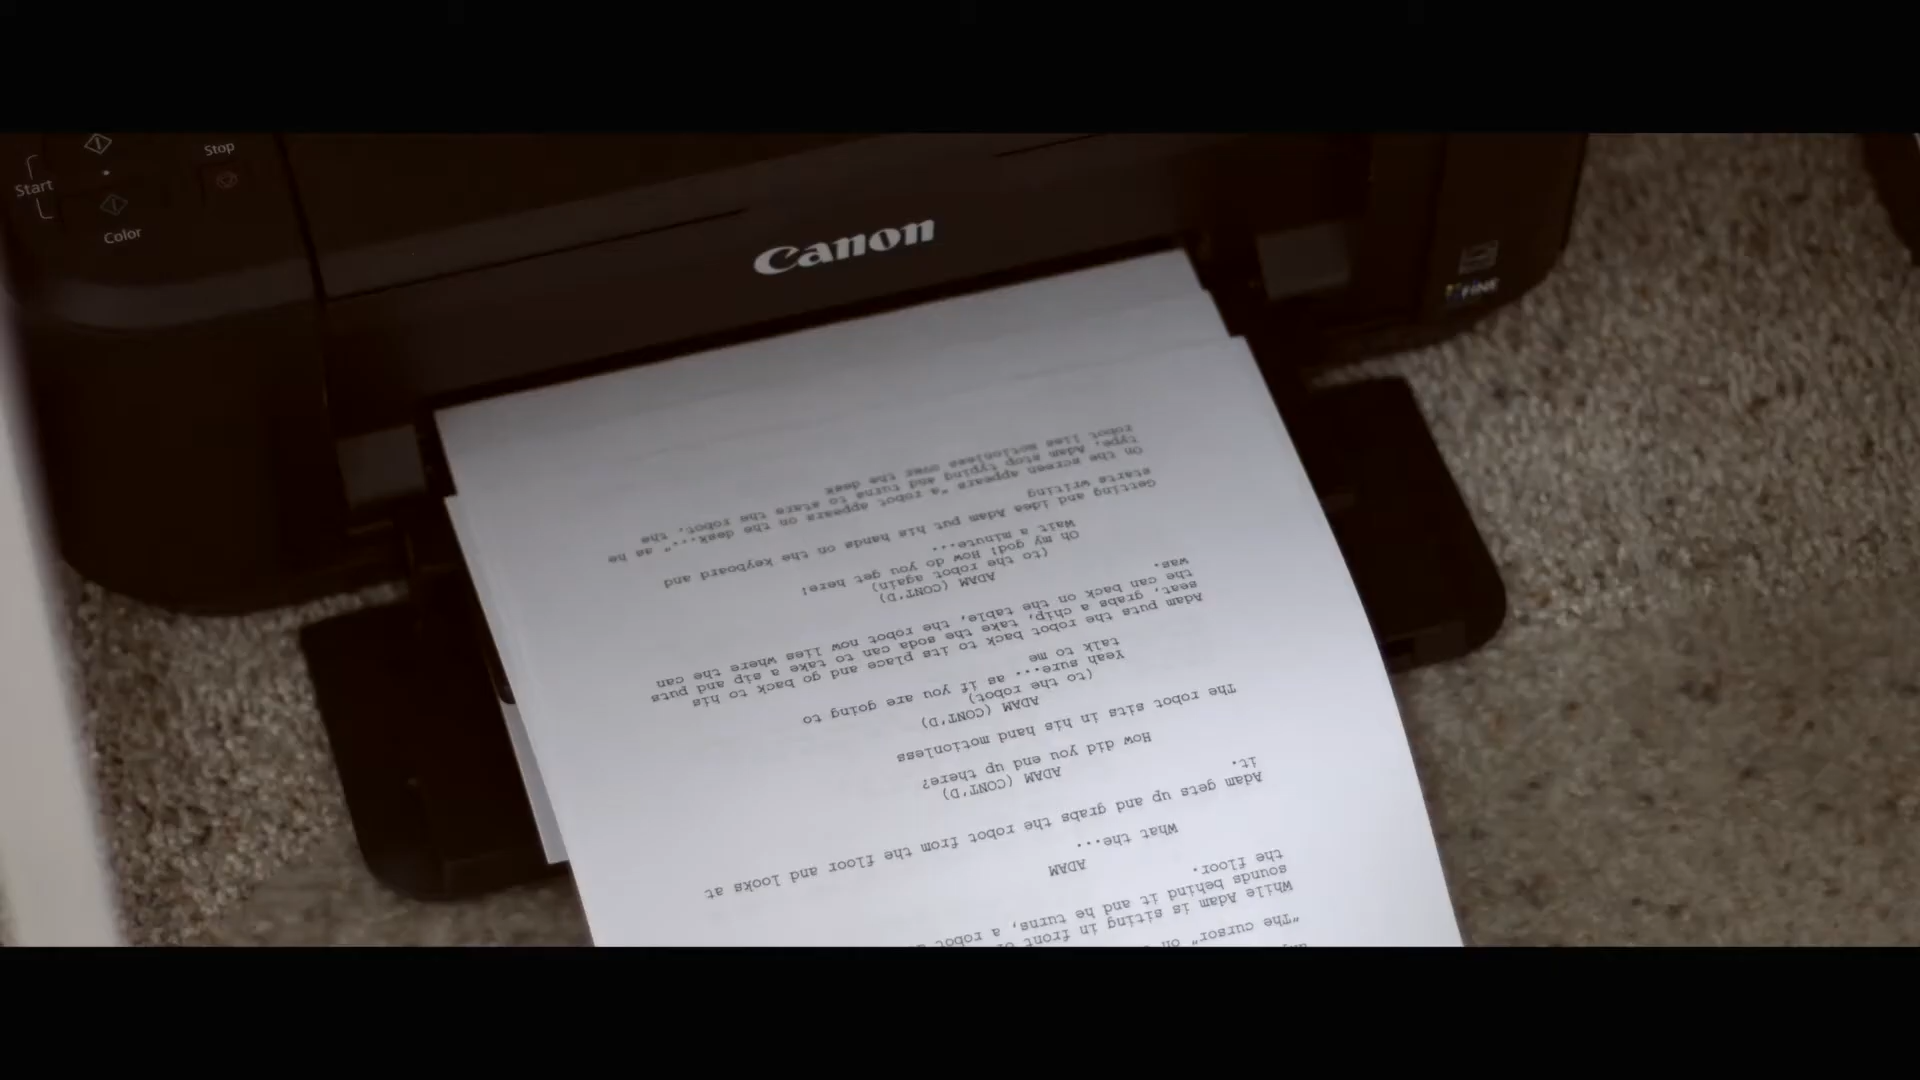 Start
Stop
Color
Canon
FINE
"The cursor" on
While Adam is sitting in front
sounds behind it and he turns, a robot
the floor.
ADAM
What the...
Adam gets up and grabs the robot from the floor and looks at
it.
ADAM (CONT'D)
How did you end up there?
The robot sits in his hand motionless
ADAM (CONT'D)
(to the robot)
Yeah sure... as if you are going to
talk to me
Adam puts the robot back to its place and go back to his
seat, grabs a chip, take the soda can to take a sip and puts
the can back on the table, the robot now lies where the can
was.
ADAM (CONT'D)
(to the robot again)
Oh my god! How do you get here!
Wait a minute...
Getting and idea Adam put his hands on the keyboard and
starts writing
On the screen appears "a robot appears on the desk..." as he
type, Adam stop typing and turns to stare the robot, the
robot lies motionless over the desk